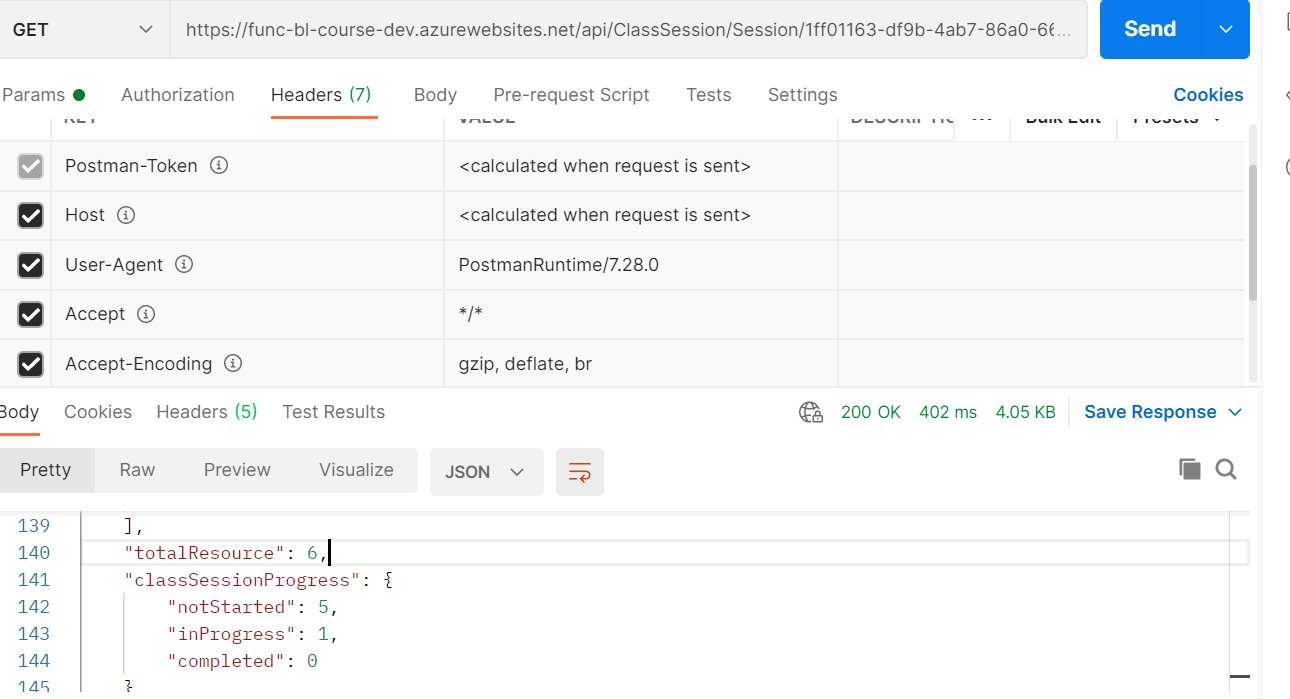 GET https://func-bl-course-dev.azurewebsites.net/api/ClassSession/Session/1ff01163-df9b-4ab7-86a0-66... Send
Params Authorization Headers (7) Body Pre-request Script Tests Settings Cookies
KEY VALUE DESCRIPTIO ... Bulk Edit Presets
Postman-Token <calculated when request is sent>
Host <calculated when request is sent>
User-Agent PostmanRuntime/7.28.0
Accept */*
Accept-Encoding gzip, deflate, br
Body Cookies Headers (5) Test Results 200 OK 402 ms 4.05 KB Save Response
Pretty Raw Preview Visualize JSON
139 ],
140 "totalResource": 6,
141 "classSessionProgress": {
142 "notStarted": 5,
143 "inProgress": 1,
144 "completed": 0
145 }